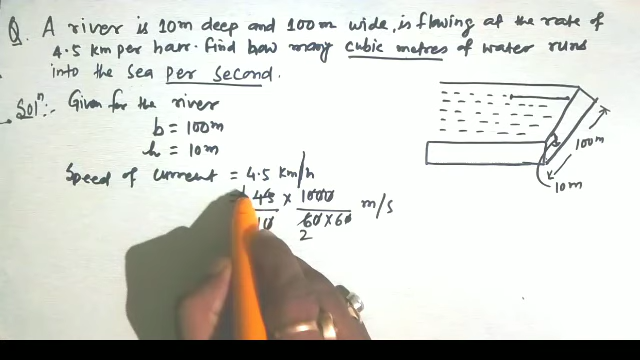 Q. A river is 10m deep and 100m wide, is flowing at the rate of
4.5 km per hour. Find how many cubic metres of water runs
into the sea per second.
Solⁿ:- Given for the river
b = 100m
h = 10m
Speed of current = 4.5 km/h
= 45/10 × 1000/60×60 m/s
2
100m
10m